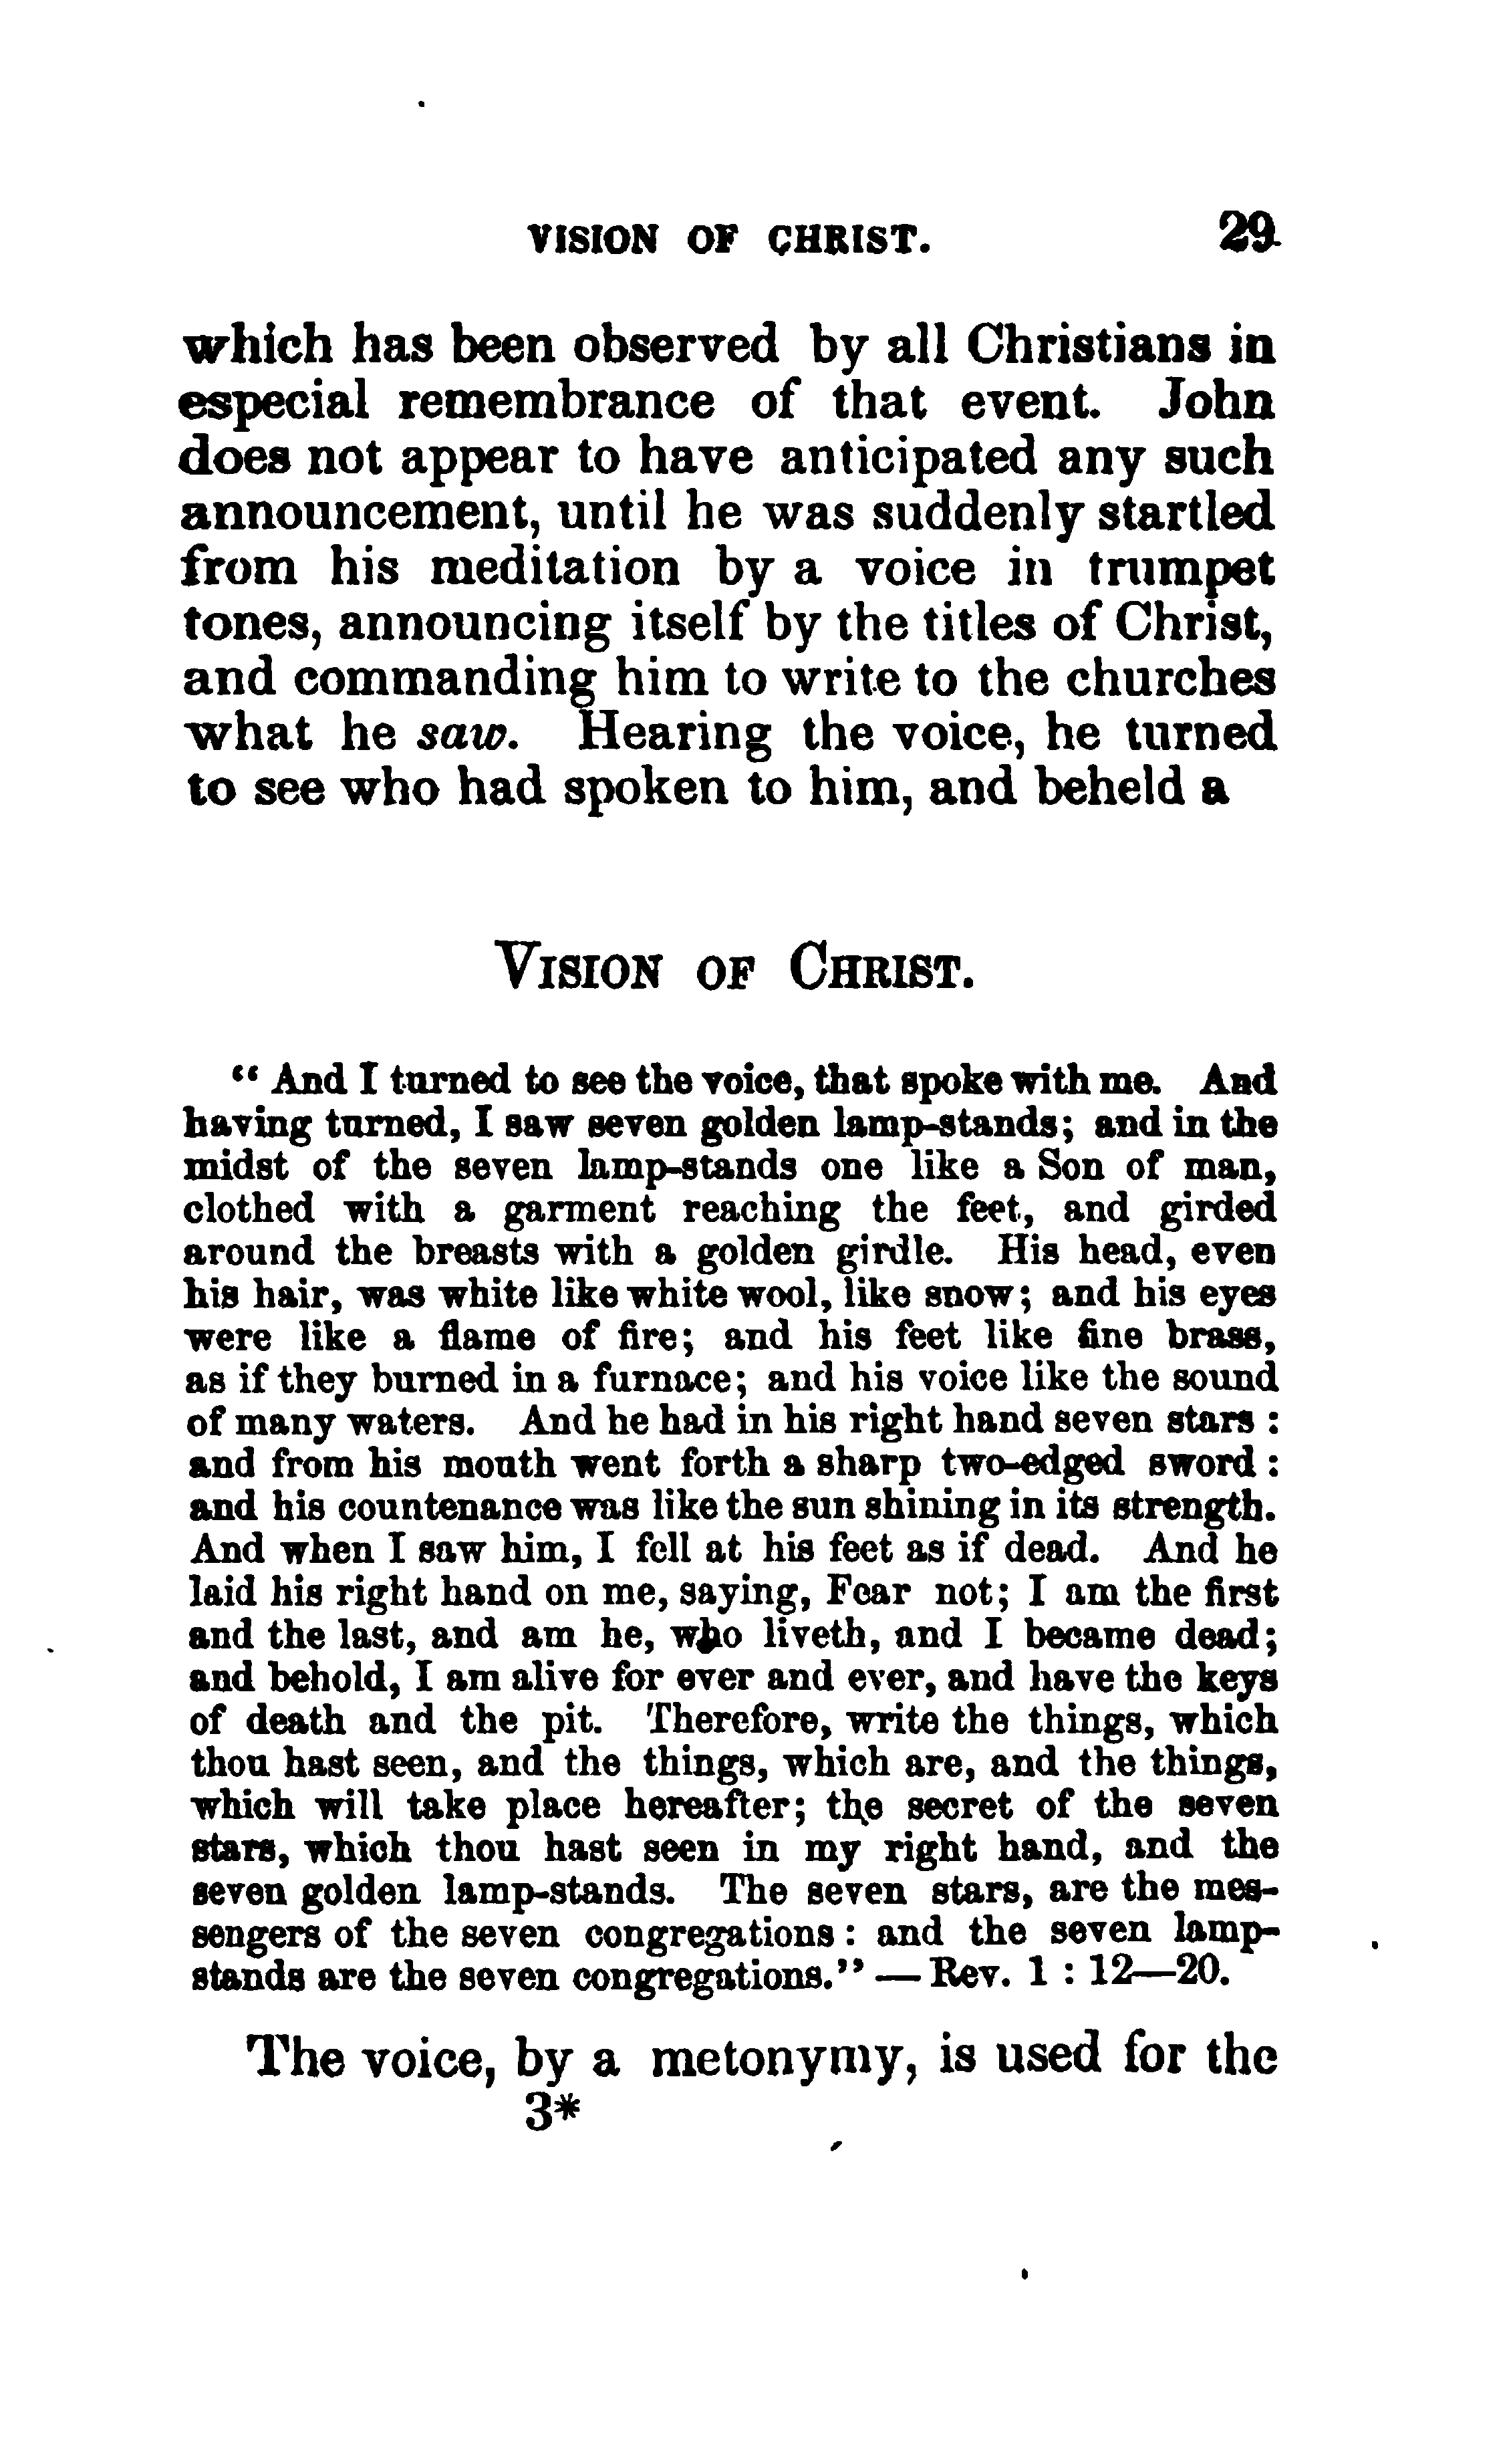 VISION OF CHRIST. 29
which has been observed by all Christians in
especial remembrance of that event. John
does not appear to have anticipated any such
announcement, until he was suddenly startled
from his meditation by a voice in trumpet
tones, announcing itself by the titles of Christ,
and commanding him to write to the churches
what he saw. Hearing the voice, he turned
to see who had spoken to him, and beheld a
VISION OF CHRIST.
“ And I turned to see the voice, that spoke with me. And
having turned, I saw seven golden lamp-stands; and in the
midst of the seven lamp-stands one like a Son of man,
clothed with a garment reaching the feet, and girded
around the breasts with a golden girdle. His head, even
his hair, was white like white wool, like snow; and his eyes
were like a flame of fire; and his feet like fine brass,
as if they burned in a furnace; and his voice like the sound
of many waters. And he had in his right hand seven stars :
and from his mouth went forth a sharp two-edged sword :
and his countenance was like the sun shining in its strength.
And when I saw him, I fell at his feet as if dead. And he
laid his right hand on me, saying, Fear not; I am the first
and the last, and am he, who liveth, and I became dead;
and behold, I am alive for ever and ever, and have the keys
of death and the pit. Therefore, write the things, which
thou hast seen, and the things, which are, and the things,
which will take place hereafter; the secret of the seven
stars, which thou hast seen in my right hand, and the
seven golden lamp-stands. The seven stars, are the mes-
sengers of the seven congregations : and the seven lamp-
stands are the seven congregations.” — Rev. 1 : 12—20.
The voice, by a metonymy, is used for the
3*